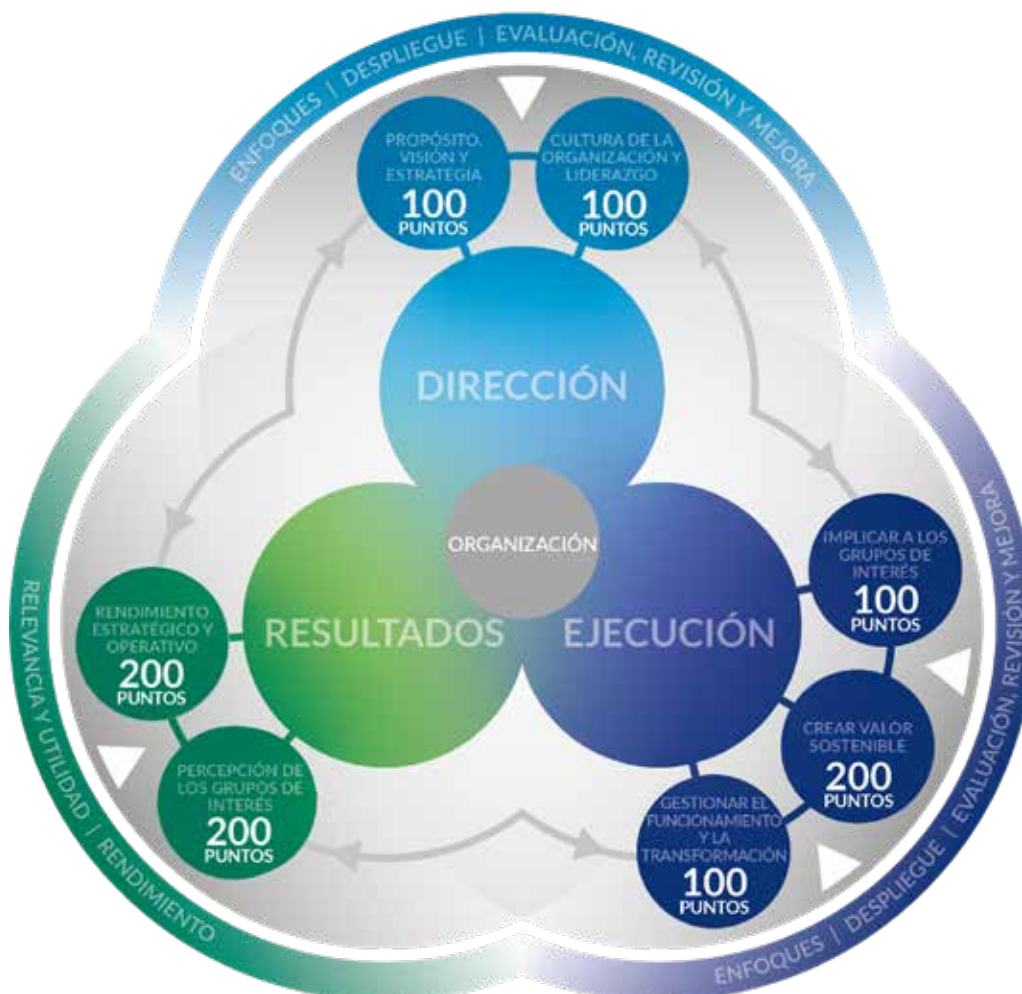 ENFOQUES | DESPLIEGUE | EVALUACIÓN, REVISIÓN Y MEJORA
PROPÓSITO,
VISIÓN Y
ESTRATEGIA
100
PUNTOS
CULTURA DE LA
ORGANIZACIÓN Y
LIDERAZGO
100
PUNTOS
DIRECCIÓN
ORGANIZACIÓN
RESULTADOS
EJECUCIÓN
IMPLICAR A LOS
GRUPOS DE
INTERÉS
100
PUNTOS
CREAR VALOR
SOSTENIBLE
200
PUNTOS
GESTIONAR EL
FUNCIONAMIENTO
Y LA
TRANSFORMACIÓN
100
PUNTOS
ENFOQUES | DESPLIEGUE | EVALUACIÓN, REVISIÓN Y MEJORA
RENDIMIENTO
ESTRATÉGICO Y
OPERATIVO
200
PUNTOS
PERCEPCIÓN DE
LOS GRUPOS DE
INTERÉS
200
PUNTOS
RELEVANCIA Y UTILIDAD | RENDIMIENTO